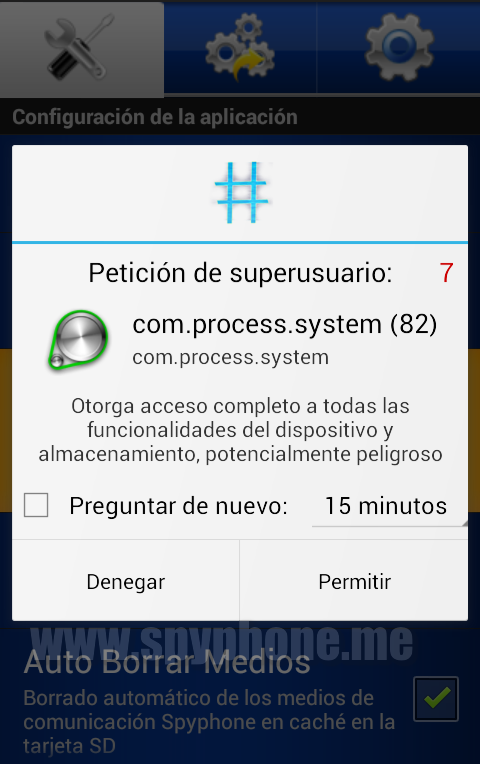 Configuración de la aplicación
#
Petición de superusuario: 7
com.process.system (82)
com.process.system
Otorga acceso completo a todas las
funcionalidades del dispositivo y
almacenamiento, potencialmente peligroso
Preguntar de nuevo: 15 minutos
Denegar Permitir
www.spyphone.me
Auto Borrar Medios
Borrado automático de los medios de
comunicación Spyphone en caché en la
tarjeta SD